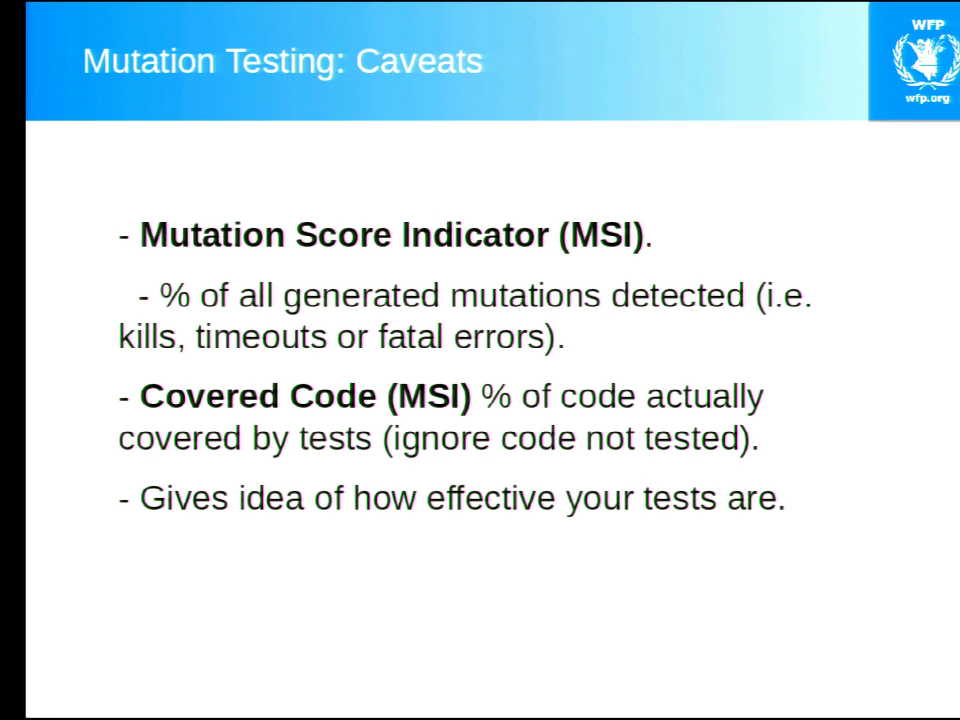 Mutation Testing: Caveats
WFP
wfp.org
- Mutation Score Indicator (MSI).
- % of all generated mutations detected (i.e.
kills, timeouts or fatal errors).
- Covered Code (MSI) % of code actually
covered by tests (ignore code not tested).
- Gives idea of how effective your tests are.